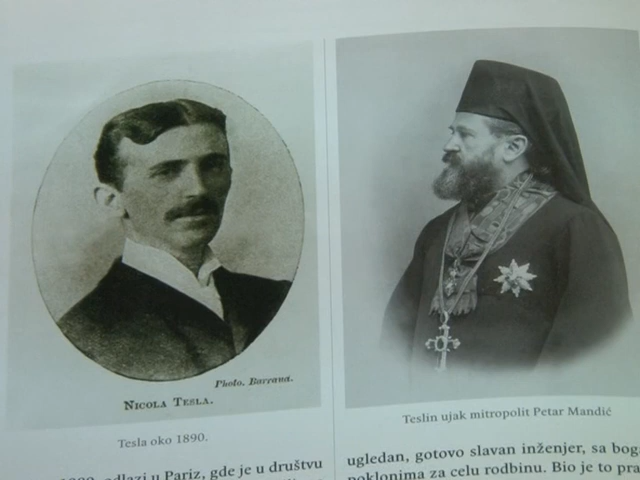 Photo. Barrand.
NICOLA TESLA.
Tesla oko 1890.
odlazi u Pariz, gde je u društvu
Teslin ujak mitropolit Petar Mandić
ugledan, gotovo slavan inženjer, sa bog
poklonima za celu rodbinu. Bio je to pra